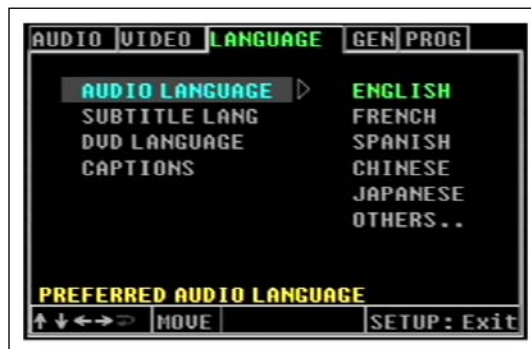 AUDIO VIDEO LANGUAGE GEN PROG
AUDIO LANGUAGE ENGLISH
SUBTITLE LANG FRENCH
DVD LANGUAGE SPANISH
CAPTIONS CHINESE
JAPANESE
OTHERS..
PREFERRED AUDIO LANGUAGE
MOVE SETUP: Exit